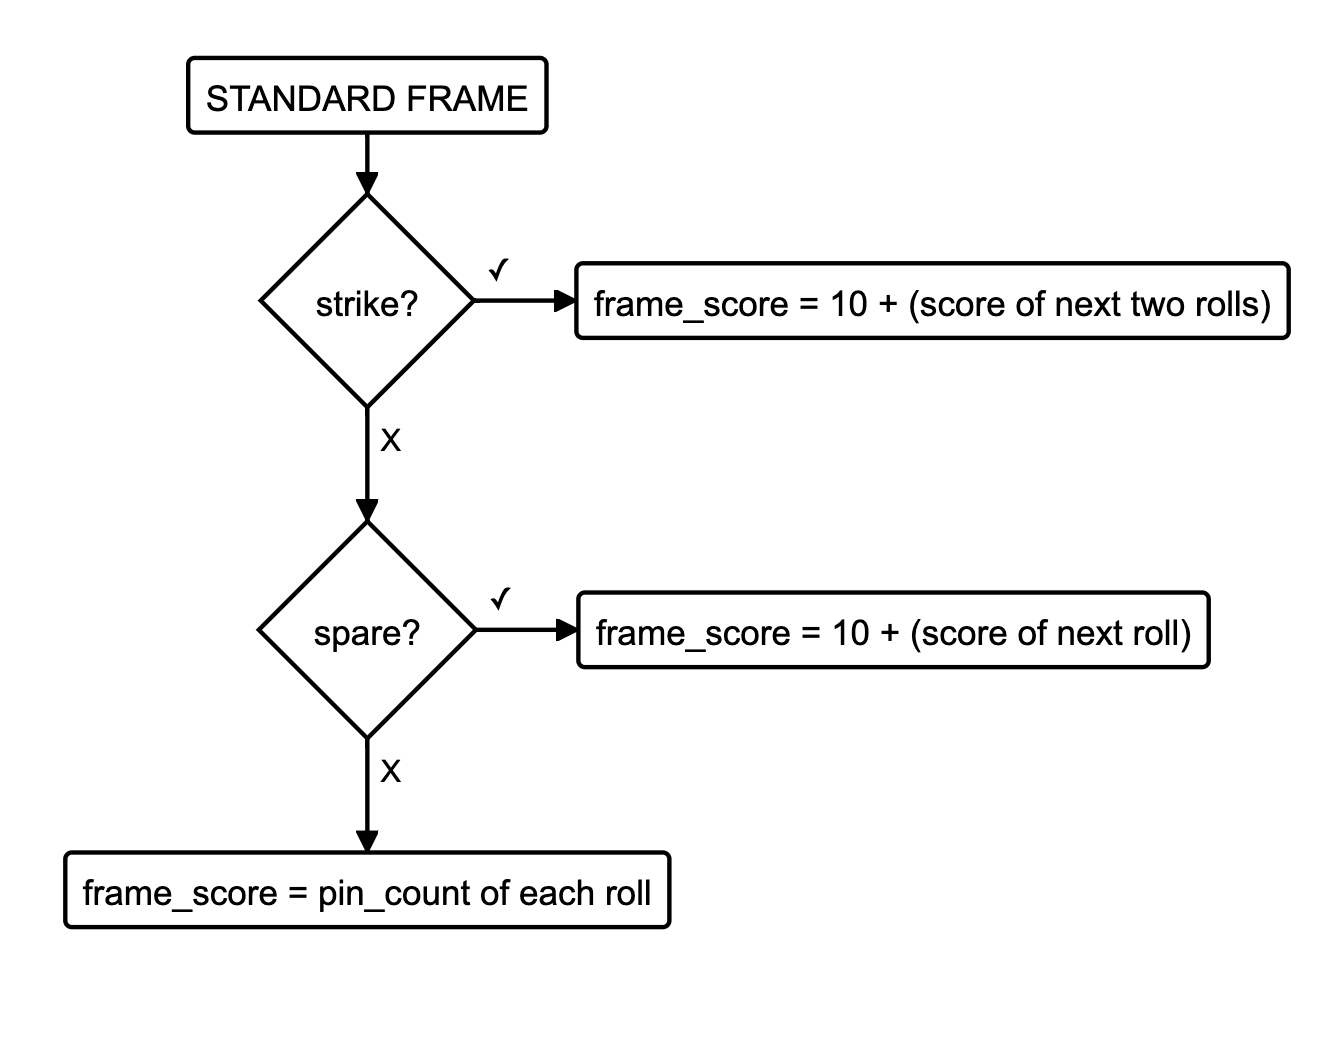 STANDARD FRAME
strike?
✓
frame_score = 10 + (score of next two rolls)
X
spare?
✓
frame_score = 10 + (score of next roll)
X
frame_score = pin_count of each roll